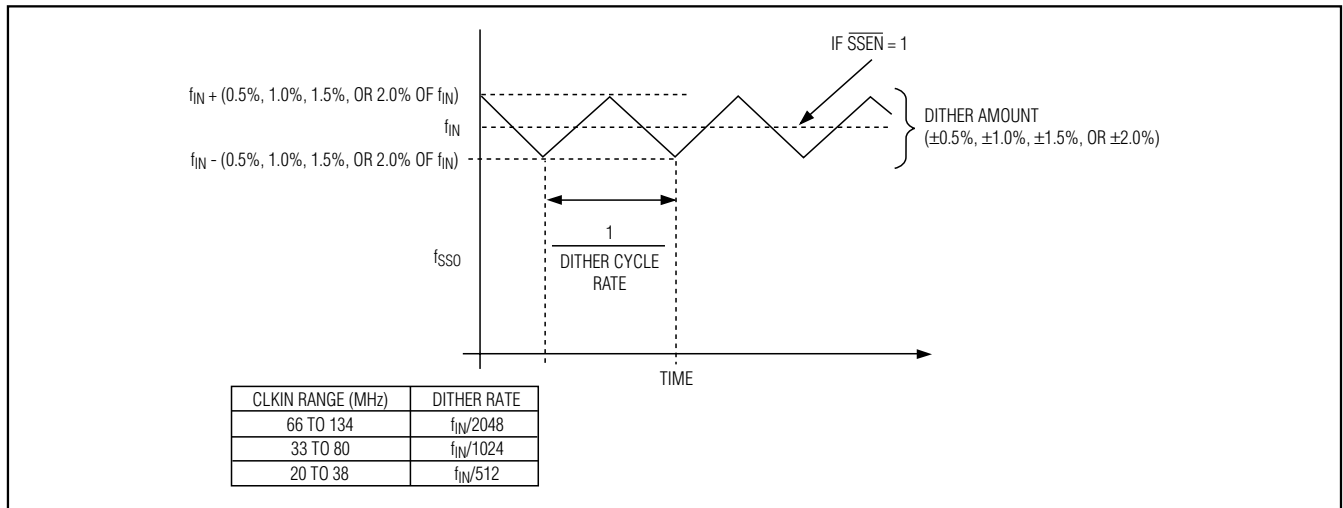 IF SSEN = 1
fIN + (0.5%, 1.0%, 1.5%, OR 2.0% OF fIN)
fIN
fIN - (0.5%, 1.0%, 1.5%, OR 2.0% OF fIN)
DITHER AMOUNT
(±0.5%, ±1.0%, ±1.5%, OR ±2.0%)
1
DITHER CYCLE
RATE
fSSO
TIME
CLKIN RANGE (MHz) DITHER RATE
66 TO 134 fIN/2048
33 TO 80 fIN/1024
20 TO 38 fIN/512